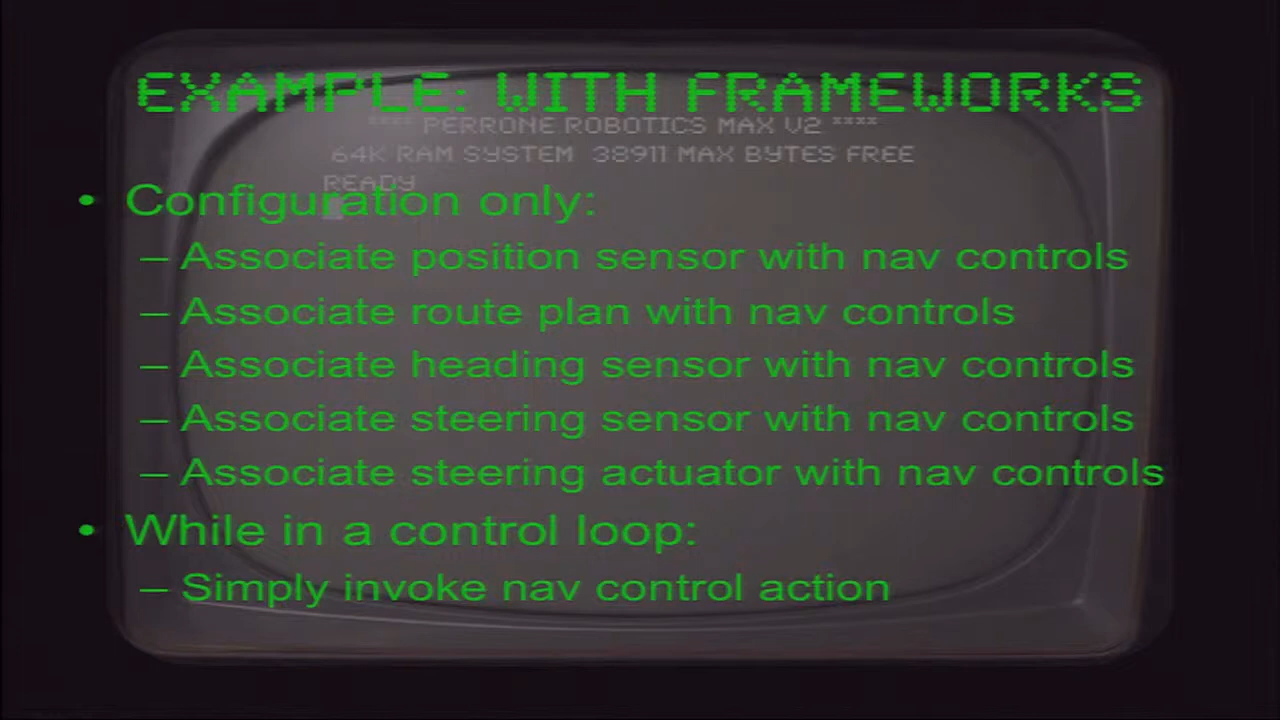 EXAMPLE: WITH FRAMEWORKS
**** PERRONE ROBOTICS MAX V2 ****
64K RAM SYSTEM 38911 MAX BYTES FREE
READY
• Configuration only:
– Associate position sensor with nav controls
– Associate route plan with nav controls
– Associate heading sensor with nav controls
– Associate steering sensor with nav controls
– Associate steering actuator with nav controls
• While in a control loop:
– Simply invoke nav control action